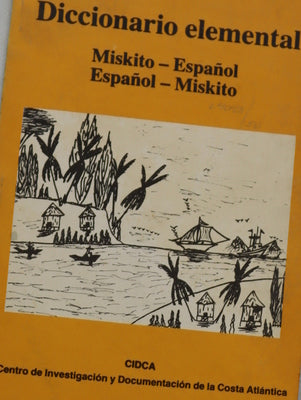 Diccionario elemental
Miskito – Español
Español – Miskito
CIDCA
Centro de Investigación y Documentación de la Costa Atlántica